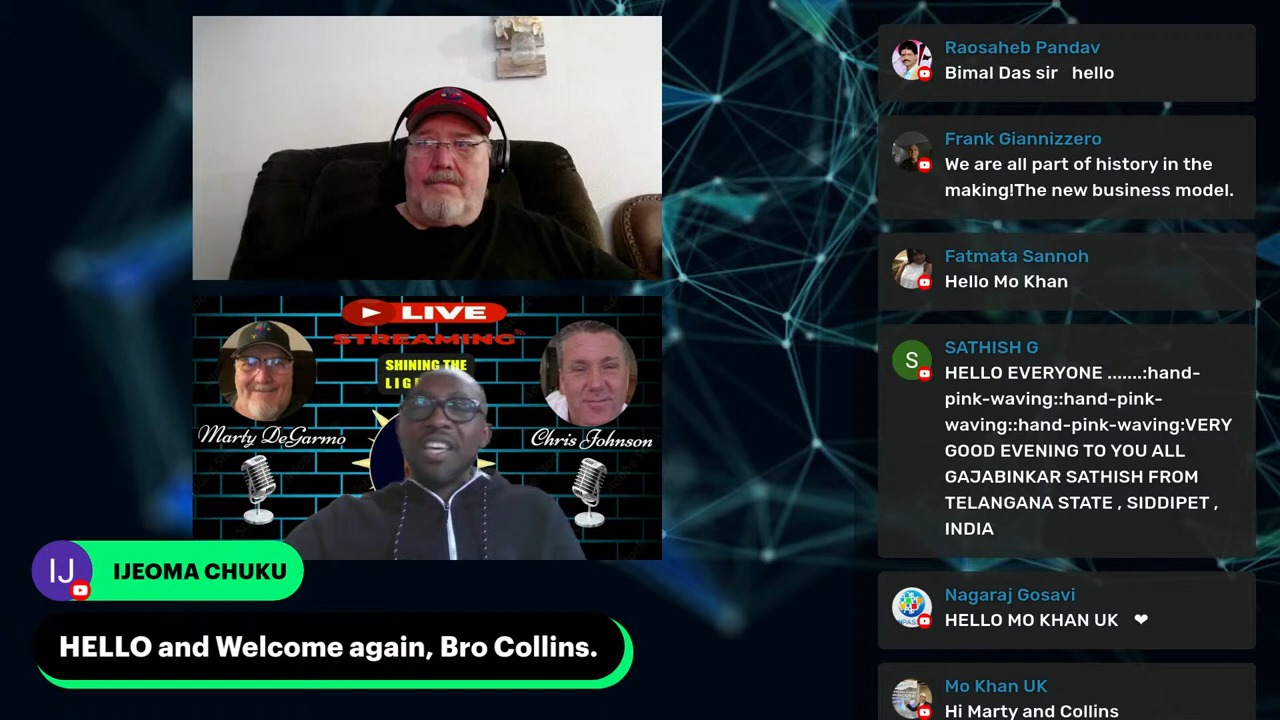 LIVE
STREAMING
SHINING THE
Marty DeGarmo
Chris Johnson
IJ
IJEOMA CHUKU
HELLO and Welcome again, Bro Collins.
Raosaheb Pandav
Bimal Das sir hello
Frank Giannizzero
We are all part of history in the
making!The new business model.
Fatmata Sannoh
Hello Mo Khan
S
SATHISH G
HELLO EVERYONE .......:hand-
pink-waving::hand-pink-
waving::hand-pink-waving:VERY
GOOD EVENING TO YOU ALL
GAJABINKAR SATHISH FROM
TELANGANA STATE , SIDDIPET ,
INDIA
Nagaraj Gosavi
HELLO MO KHAN UK ❤
Mo Khan UK
Hi Marty and Collins